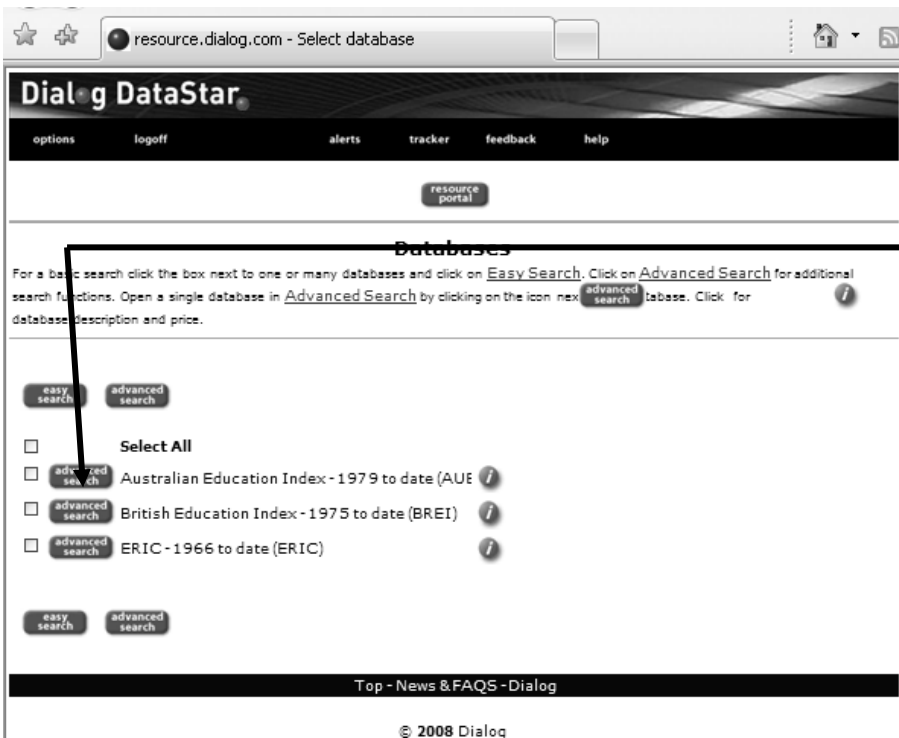 resource.dialog.com - Select database
Dialog DataStar
options logoff alerts tracker feedback help
resource portal
Databases
For a basic search click the box next to one or many databases and click on Easy Search. Click on Advanced Search for additional
search functions. Open a single database in Advanced Search by clicking on the icon nex advanced search tabase. Click for
database description and price.
easy search advanced search
Select All
advanced search Australian Education Index - 1979 to date (AUE
advanced search British Education Index - 1975 to date (BREI)
advanced search ERIC - 1966 to date (ERIC)
easy search advanced search
Top - News & FAQS - Dialog
© 2008 Dialog